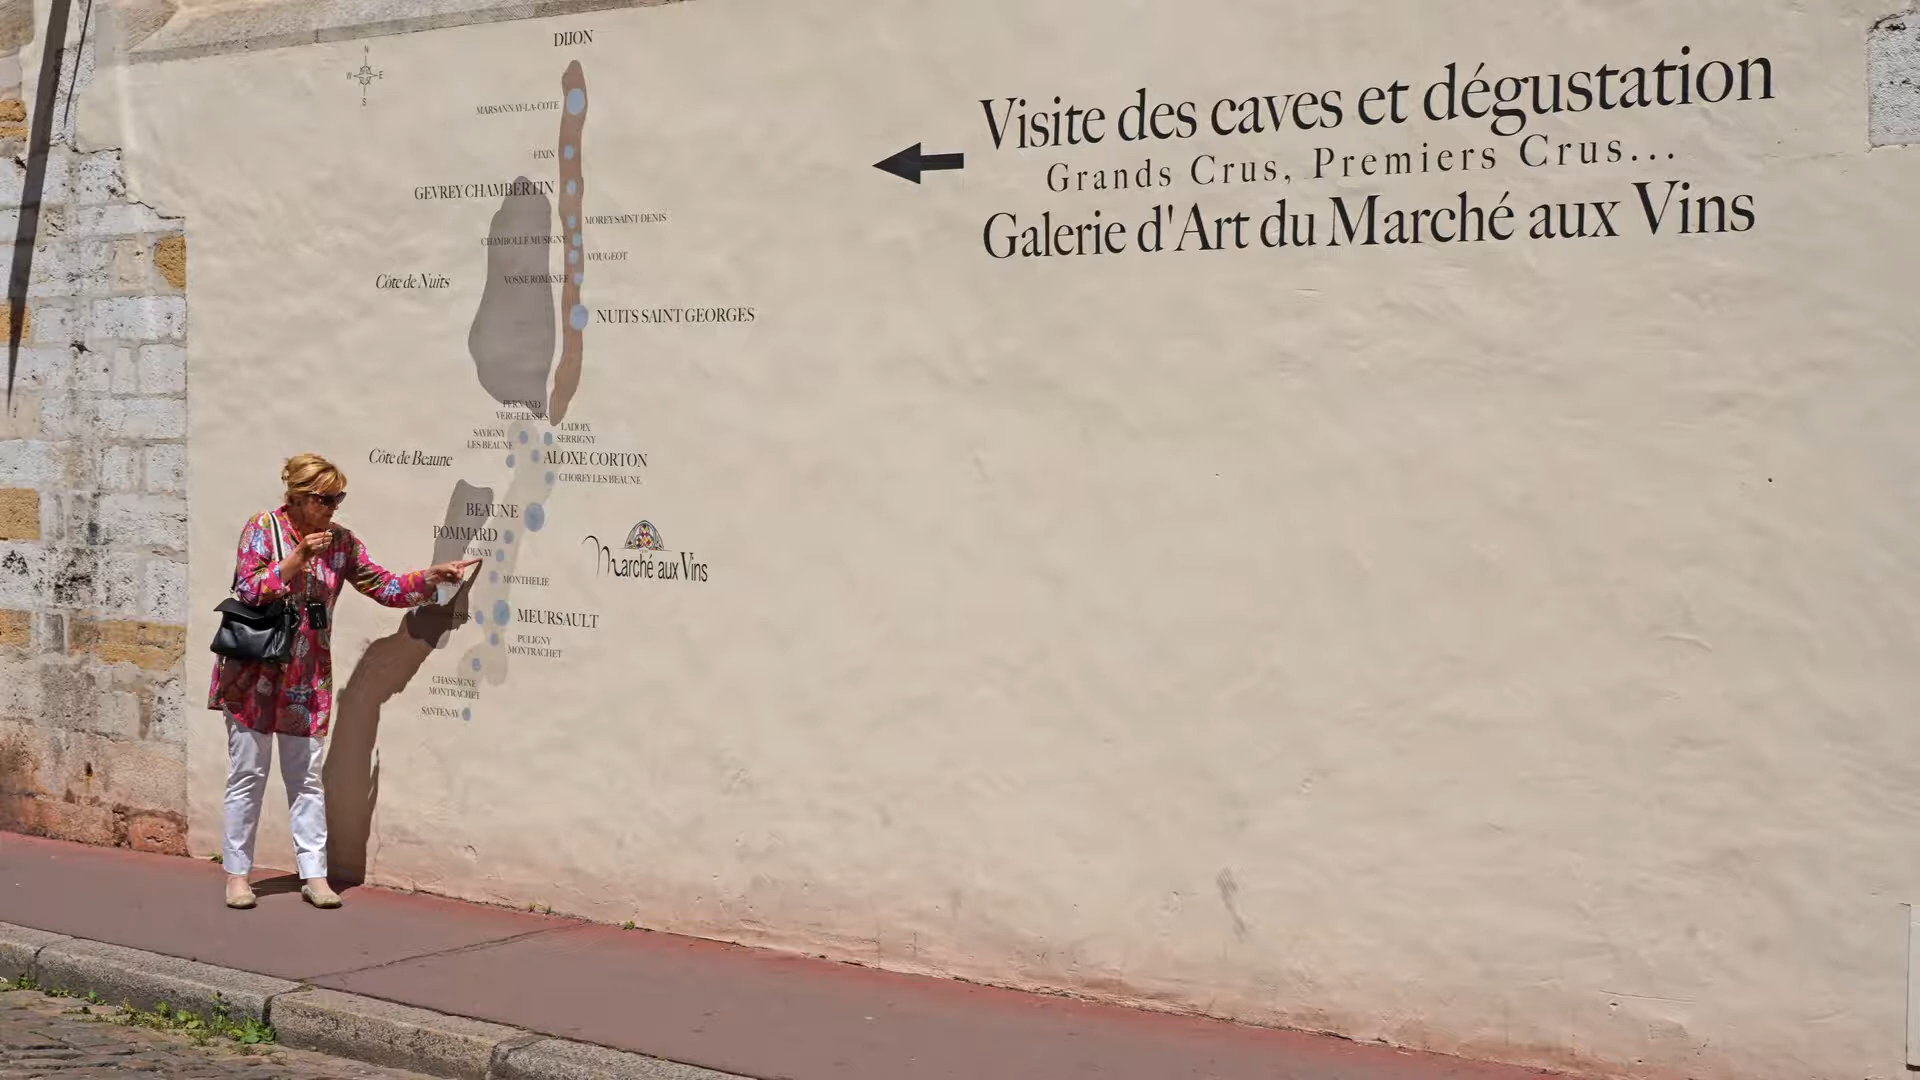 DIJON
N
W E
S
MARSANNAY-LA-COTE
FIXIN
GEVREY CHAMBERTIN
MOREY SAINT DENIS
CHAMBOLLE MUSIGNY
VOUGEOT
Côte de Nuits
VOSNE ROMANEE
NUITS SAINT GEORGES
PERNAND
VERGELESSES
LADOIX
SERRIGNY
SAVIGNY
LES BEAUNE
Côte de Beaune
ALOXE CORTON
CHOREY LES BEAUNE
BEAUNE
POMMARD
VOLNAY
Marché aux Vins
MONTHELIE
MEURSAULT
PULIGNY
MONTRACHET
CHASSAGNE
MONTRACHET
SANTENAY
Visite des caves et dégustation
Grands Crus, Premiers Crus...
Galerie d'Art du Marché aux Vins